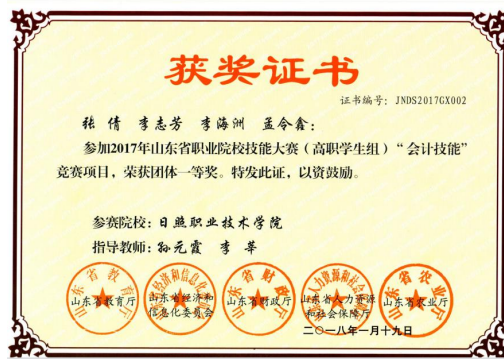 获奖证书
证书编号：JNDS2017GX002
张倩 李志芳 李海洲 孟令鑫：
参加2017年山东省职业院校技能大赛（高职学生组）“会计技能”
竞赛项目，荣获团体一等奖。特发此证，以资鼓励。
参赛院校：日照职业技术学院
指导教师：孙元霞 李苹
山东省教育厅
山东省经济和信息化委员会
山东省财政厅
山东省人力资源和社会保障厅
山东省农业厅
二〇一八年一月十九日